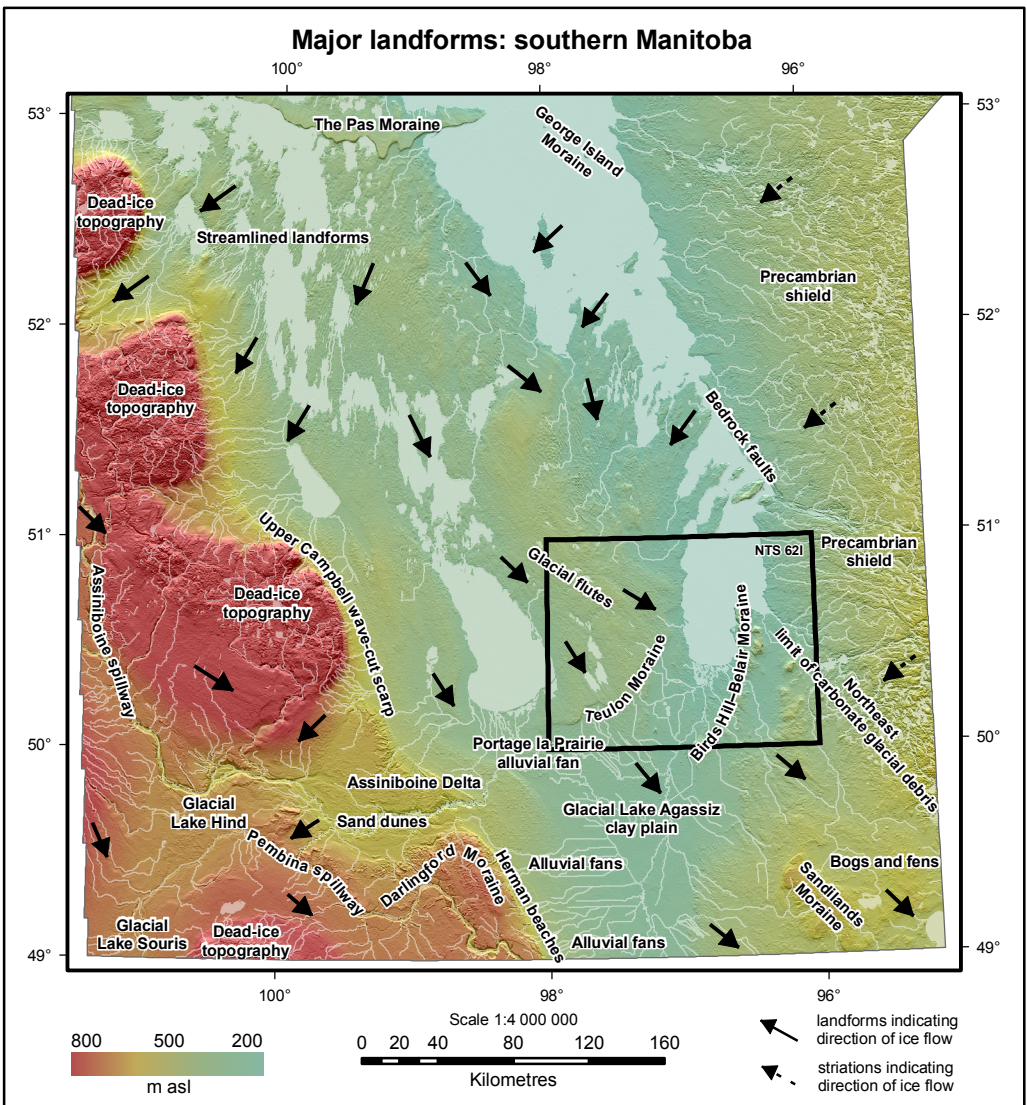 Major landforms: southern Manitoba
100°
98°
96°
53°
53°
The Pas Moraine
George Island
Moraine
Dead-ice
topography
Streamlined landforms
Precambrian
shield
52°
52°
Dead-ice
topography
Bedrock faults
51°
51°
Upper Campbell wave-cut scarp
NTS 62I
Precambrian
shield
Glacial flutes
Assiniboine spillway
Dead-ice
topography
Teulon Moraine
Birds Hill–Belair Moraine
Northeast
limit of carbonate glacial debris
50°
50°
Portage la Prairie
alluvial fan
Assiniboine Delta
Glacial
Lake Hind
Sand dunes
Glacial Lake Agassiz
clay plain
Pembina spillway
Darlingford Moraine
Herman beaches
Alluvial fans
Bogs and fens
Sandilands
Moraine
Glacial
Lake Souris
Dead-ice
topography
Alluvial fans
49°
49°
100°
98°
96°
800 500 200
m asl
Scale 1:4 000 000
0 20 40 80 120 160
Kilometres
landforms indicating
direction of ice flow
striations indicating
direction of ice flow